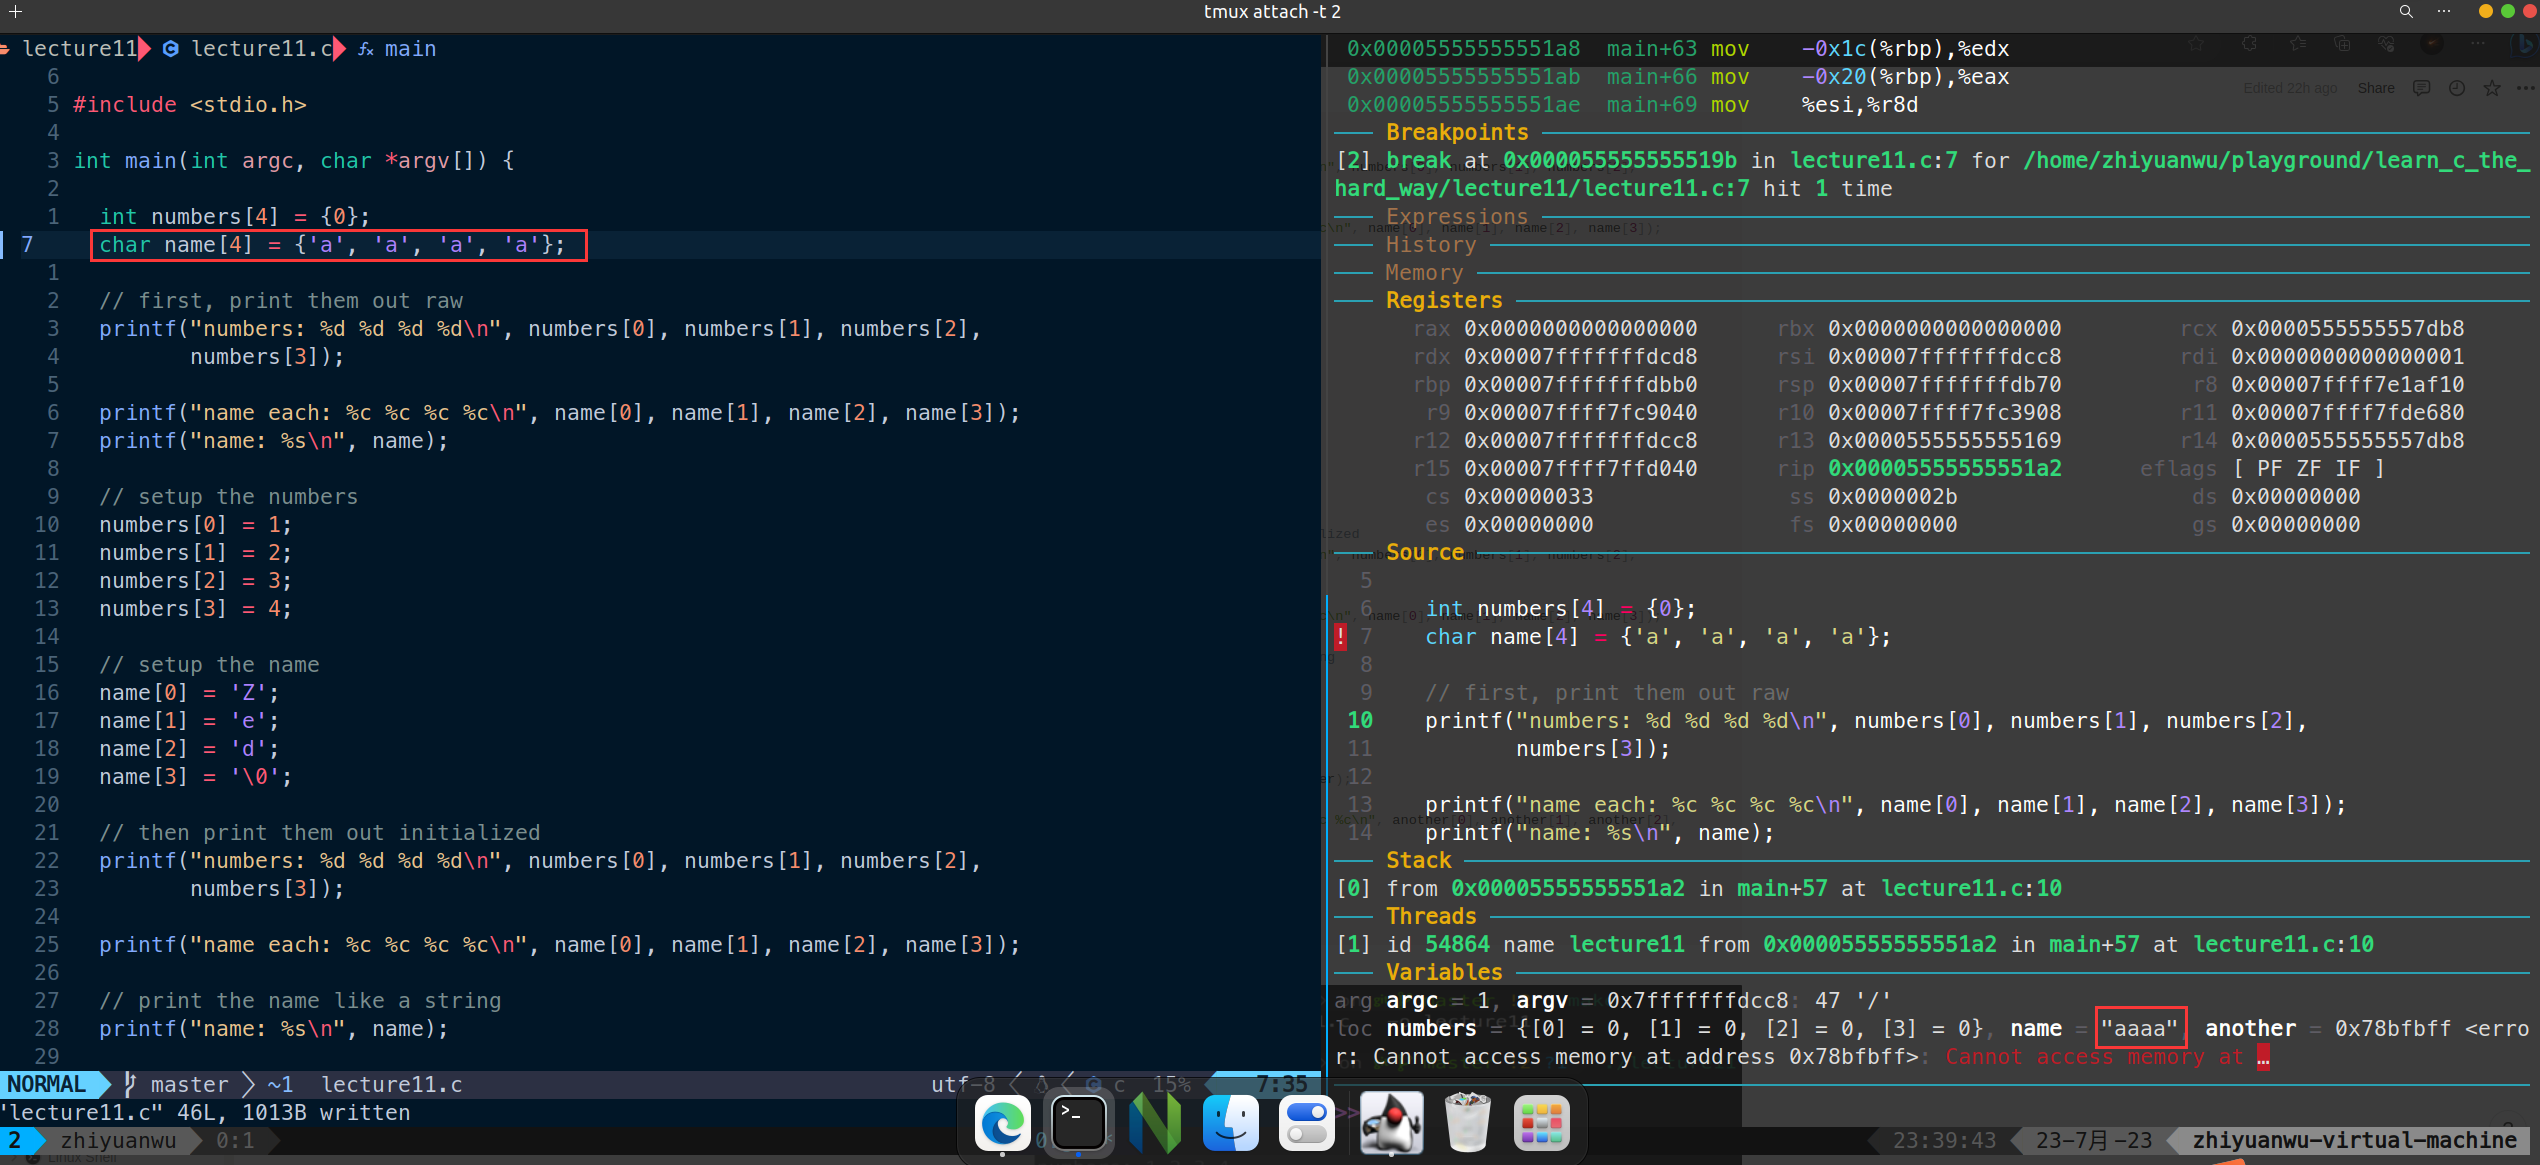 tmux attach -t 2
lecture11 lecture11.c main
6
5 #include <stdio.h>
4
3 int main(int argc, char *argv[]) {
2
1 int numbers[4] = {0};
7 char name[4] = {'a', 'a', 'a', 'a'};
1
2 // first, print them out raw
3 printf("numbers: %d %d %d %d\n", numbers[0], numbers[1], numbers[2],
4 numbers[3]);
5
6 printf("name each: %c %c %c %c\n", name[0], name[1], name[2], name[3]);
7 printf("name: %s\n", name);
8
9 // setup the numbers
10 numbers[0] = 1;
11 numbers[1] = 2;
12 numbers[2] = 3;
13 numbers[3] = 4;
14
15 // setup the name
16 name[0] = 'Z';
17 name[1] = 'e';
18 name[2] = 'd';
19 name[3] = '\0';
20
21 // then print them out initialized
22 printf("numbers: %d %d %d %d\n", numbers[0], numbers[1], numbers[2],
23 numbers[3]);
24
25 printf("name each: %c %c %c %c\n", name[0], name[1], name[2], name[3]);
26
27 // print the name like a string
28 printf("name: %s\n", name);
29
NORMAL master ~1 lecture11.c utf-8 c 15% 7:35
"lecture11.c" 46L, 1013B written
0x00005555555551a8 main+63 mov -0x1c(%rbp),%edx
0x00005555555551ab main+66 mov -0x20(%rbp),%eax
0x00005555555551ae main+69 mov %esi,%r8d
Edited 22h ago Share
Breakpoints
[2] break at 0x000055555555519b in lecture11.c:7 for /home/zhiyuanwu/playground/learn_c_the_
hard_way/lecture11/lecture11.c:7 hit 1 time
Expressions
History
Memory
Registers
rax 0x0000000000000000 rbx 0x0000000000000000 rcx 0x0000555555557db8
rdx 0x00007fffffffdcd8 rsi 0x00007fffffffdcc8 rdi 0x0000000000000001
rbp 0x00007fffffffdbb0 rsp 0x00007fffffffdb70 r8 0x00007ffff7e1af10
r9 0x00007ffff7fc9040 r10 0x00007ffff7fc3908 r11 0x00007ffff7fde680
r12 0x00007fffffffdcc8 r13 0x0000555555555169 r14 0x0000555555557db8
r15 0x00007ffff7ffd040 rip 0x00005555555551a2 eflags [ PF ZF IF ]
cs 0x00000033 ss 0x0000002b ds 0x00000000
es 0x00000000 fs 0x00000000 gs 0x00000000
Source
5
6 int numbers[4] = {0};
! 7 char name[4] = {'a', 'a', 'a', 'a'};
8
9 // first, print them out raw
10 printf("numbers: %d %d %d %d\n", numbers[0], numbers[1], numbers[2],
11 numbers[3]);
12
13 printf("name each: %c %c %c %c\n", name[0], name[1], name[2], name[3]);
14 printf("name: %s\n", name);
Stack
[0] from 0x00005555555551a2 in main+57 at lecture11.c:10
Threads
[1] id 54864 name lecture11 from 0x00005555555551a2 in main+57 at lecture11.c:10
Variables
arg argc = 1, argv = 0x7fffffffdcc8: 47 '/'
loc numbers = {[0] = 0, [1] = 0, [2] = 0, [3] = 0}, name = "aaaa", another = 0x78bfbff <erro
r: Cannot access memory at address 0x78bfbff>: Cannot access memory at …
>>>
2 zhiyuanwu 0:1 23:39:43 23-7月-23 zhiyuanwu-virtual-machine